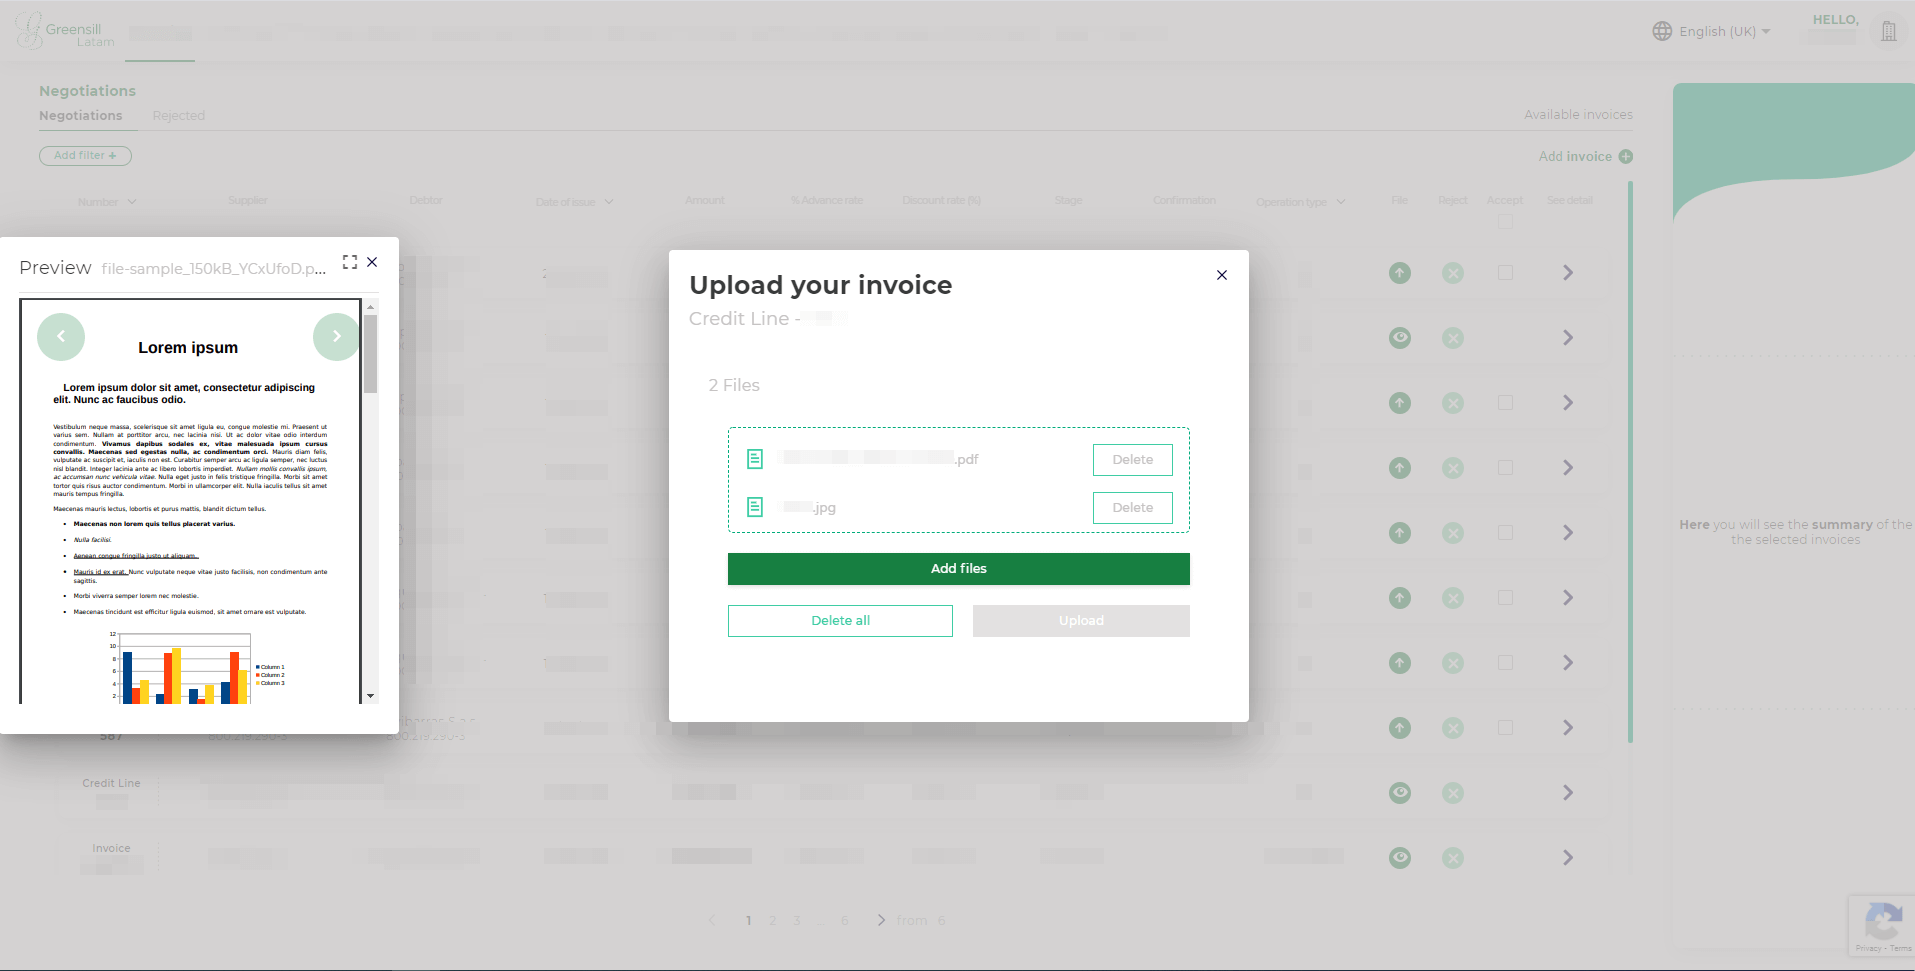 Greensill
Latam
English (UK)
HELLO,
Negotiations
Negotiations
Rejected
Available invoices
Add filter +
Add invoice
Number
Supplier
Debtor
Date of issue
Amount
% Advance rate
Discount rate (%)
Stage
Confirmation
Operation type
File
Reject
Accept
See detail
Preview
file-sample_150kB_YCxUfoD.p...
Lorem ipsum
Lorem ipsum dolor sit amet, consectetur adipiscing
elit. Nunc ac faucibus odio.
Vestibulum neque massa, scelerisque sit amet ligula eu, congue molestie mi. Praesent ut
varius sem. Nullam at porttitor arcu, nec lacinia nisi. Ut ac dolor vitae odio interdum
condimentum. Vivamus dapibus sodales ex, vitae malesuada ipsum cursus
convallis. Maecenas sed egestas nulla, ac condimentum orci. Mauris diam felis,
vulputate ac suscipit et, iaculis non est. Curabitur semper arcu ac ligula semper, nec luctus
nisl blandit. Integer lacinia ante ac libero lobortis imperdiet. Nullam mollis convallis ipsum,
ac accumsan nunc vehicula vitae. Nulla eget justo in felis tristique fringilla. Morbi sit amet
tortor quis risus auctor condimentum. Morbi in ullamcorper elit. Nulla iaculis tellus sit amet
mauris tempus fringilla.
Maecenas mauris lectus, lobortis et purus mattis, blandit dictum tellus.
• Maecenas non lorem quis tellus placerat varius.
• Nulla facilisi.
• Aenean congue fringilla justo ut aliquam.
• Mauris id ex erat. Nunc vulputate neque vitae justo facilisis, non condimentum ante
sagittis.
• Morbi viverra semper lorem nec molestie.
• Maecenas tincidunt est efficitur ligula euismod, sit amet ornare est vulputate.
12
10
8
6
4
2
Column 1
Column 2
Column 3
Upload your invoice
Credit Line -
2 Files
.pdf
Delete
.jpg
Delete
Add files
Delete all
Upload
Here you will see the summary of the
the selected invoices
587
800.219.290-3
800.219.290-3
Credit Line
Invoice
1 2 3 ... 6 from 6
Privacy - Terms